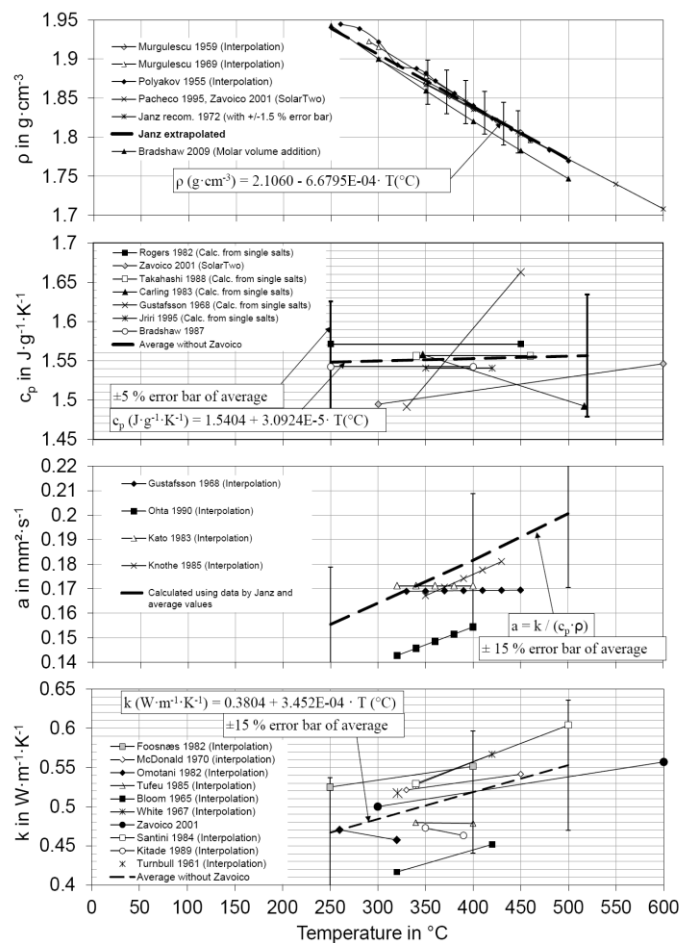 1.95
1.9
1.85
1.8
1.75
1.7
ρ in g·cm-³
Murgulescu 1959 (Interpolation)
Murgulescu 1969 (Interpolation)
Polyakov 1955 (Interpolation)
Pacheco 1995, Zavoico 2001 (SolarTwo)
Janz recom. 1972 (with +/-1.5 % error bar)
Janz extrapolated
Bradshaw 2009 (Molar volume addition)
ρ (g·cm-³) = 2.1060 - 6.6795E-04· T(°C)
1.7
1.65
1.6
1.55
1.5
1.45
cp in J·g-¹·K-¹
Rogers 1982 (Calc. from single salts)
Zavoico 2001 (SolarTwo)
Takahashi 1988 (Calc. from single salts)
Carling 1983 (Calc. from single salts)
Gustafsson 1968 (Calc. from single salts)
Jriri 1995 (Calc. from single salts)
Bradshaw 1987
Average without Zavoico
±5 % error bar of average
cp (J·g-¹·K-¹) = 1.5404 + 3.0924E-5· T(°C)
0.22
0.21
0.2
0.19
0.18
0.17
0.16
0.15
0.14
a in mm²·s-¹
Gustafsson 1968 (Interpolation)
Ohta 1990 (Interpolation)
Kato 1983 (Interpolation)
Knothe 1985 (Interpolation)
Calculated using data by Janz and
average values
a = k / (cp·ρ)
± 15 % error bar of average
0.65
0.6
0.55
0.5
0.45
0.4
k in W·m-¹·K-¹
k (W·m-¹·K-¹) = 0.3804 + 3.452E-04 · T (°C)
±15 % error bar of average
Foosnæs 1982 (Interpolation)
McDonald 1970 (interpolation)
Omotani 1982 (Interpolation)
Tufeu 1985 (Interpolation)
Bloom 1965 (Interpolation)
White 1967 (Interpolation)
Zavoico 2001
Santini 1984 (Interpolation)
Kitade 1989 (Interpolation)
Turnbull 1961 (Interpolation)
Average without Zavoico
0 50 100 150 200 250 300 350 400 450 500 550 600
Temperature in °C